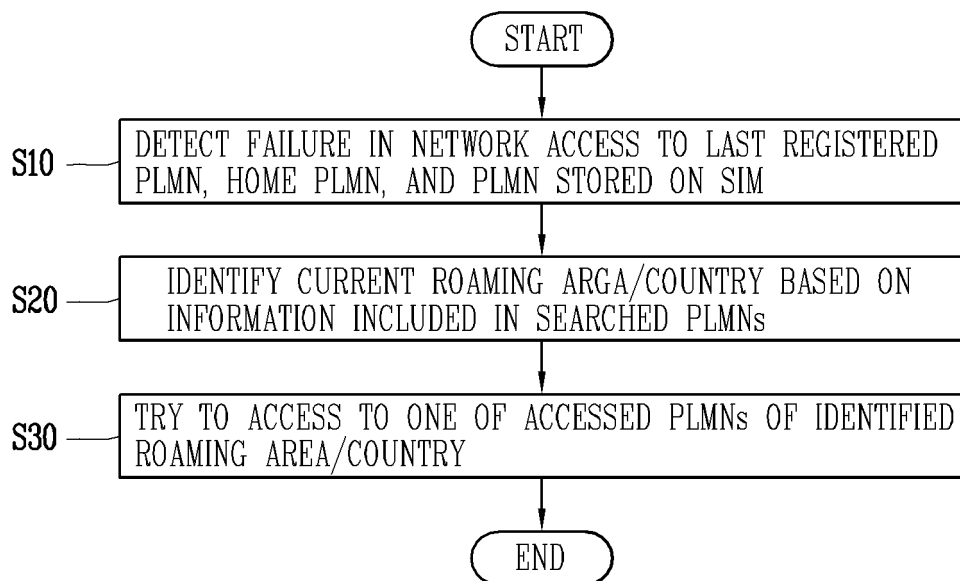 START
S10
DETECT FAILURE IN NETWORK ACCESS TO LAST REGISTERED
PLMN, HOME PLMN, AND PLMN STORED ON SIM
S20
IDENTIFY CURRENT ROAMING ARGA/COUNTRY BASED ON
INFORMATION INCLUDED IN SEARCHED PLMNs
S30
TRY TO ACCESS TO ONE OF ACCESSED PLMNs OF IDENTIFIED
ROAMING AREA/COUNTRY
END